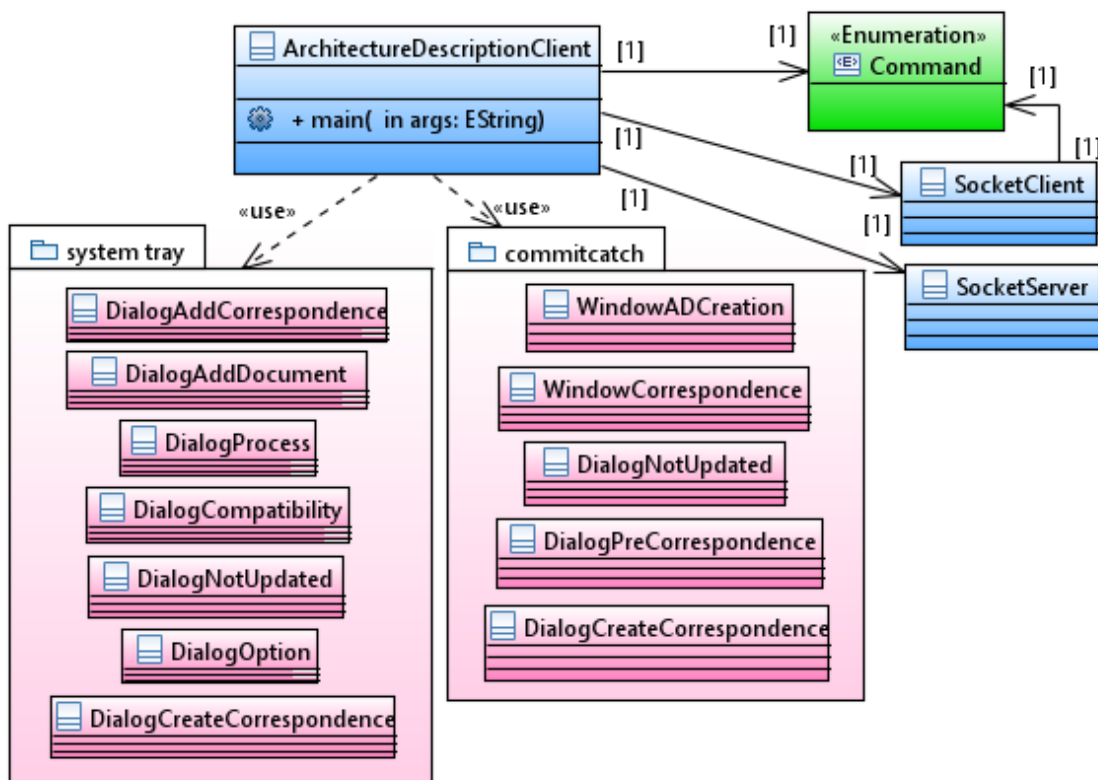 ArchitectureDescriptionClient
+ main(  in args: EString)
[1]
[1]
«Enumeration»
<E> Command
[1]
[1]
[1]
[1]
SocketClient
[1]
[1]
SocketServer
«use»
«use»
system tray
DialogAddCorrespondence
DialogAddDocument
DialogProcess
DialogCompatibility
DialogNotUpdated
DialogOption
DialogCreateCorrespondence
commitcatch
WindowADCreation
WindowCorrespondence
DialogNotUpdated
DialogPreCorrespondence
DialogCreateCorrespondence